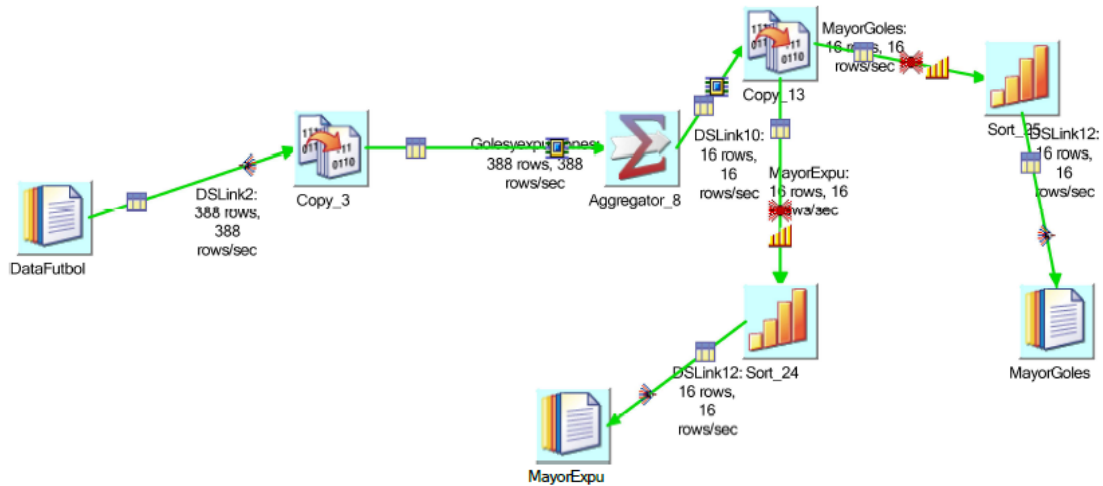 MayorGoles:
16 rows, 16
rows/sec
Copy_13
Sort_25
DSLink12:
16 rows,
16
rows/sec
DSLink10:
16 rows,
16
rows/sec
MayorExpu:
16 rows, 16
rows/sec
388 rows, 388
rows/sec
Copy_3
Aggregator_8
DSLink2:
388 rows,
388
rows/sec
DataFutbol
MayorGoles
DSLink12: Sort_24
16 rows,
16
rows/sec
MayorExpu